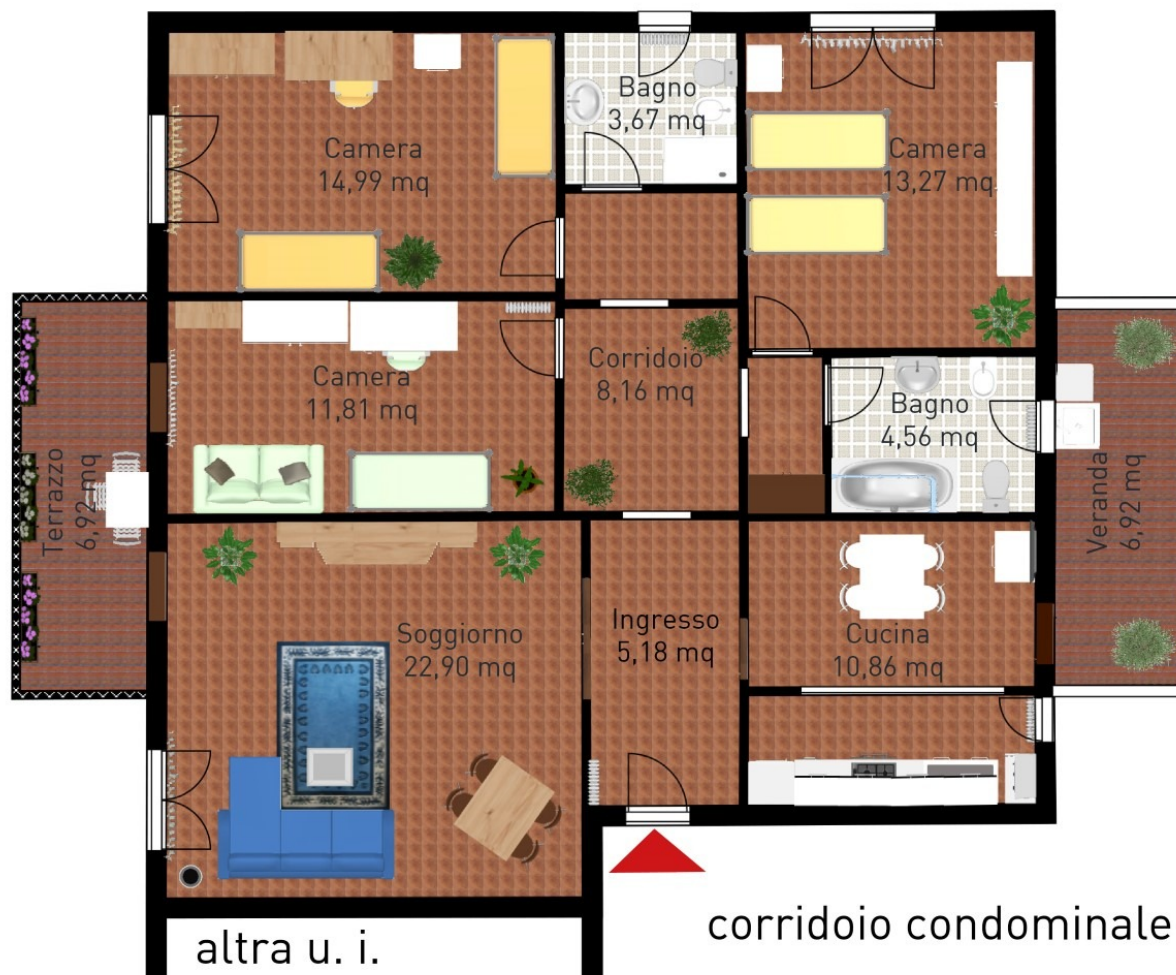 Bagno
3,67 mq
Camera
14,99 mq
Camera
13,27 mq
Corridoio
8,16 mq
Camera
11,81 mq
Bagno
4,56 mq
Terrazzo
6,92 mq
Veranda
6,92 mq
Soggiorno
22,90 mq
Ingresso
5,18 mq
Cucina
10,86 mq
corridoio condominale
altra u. i.